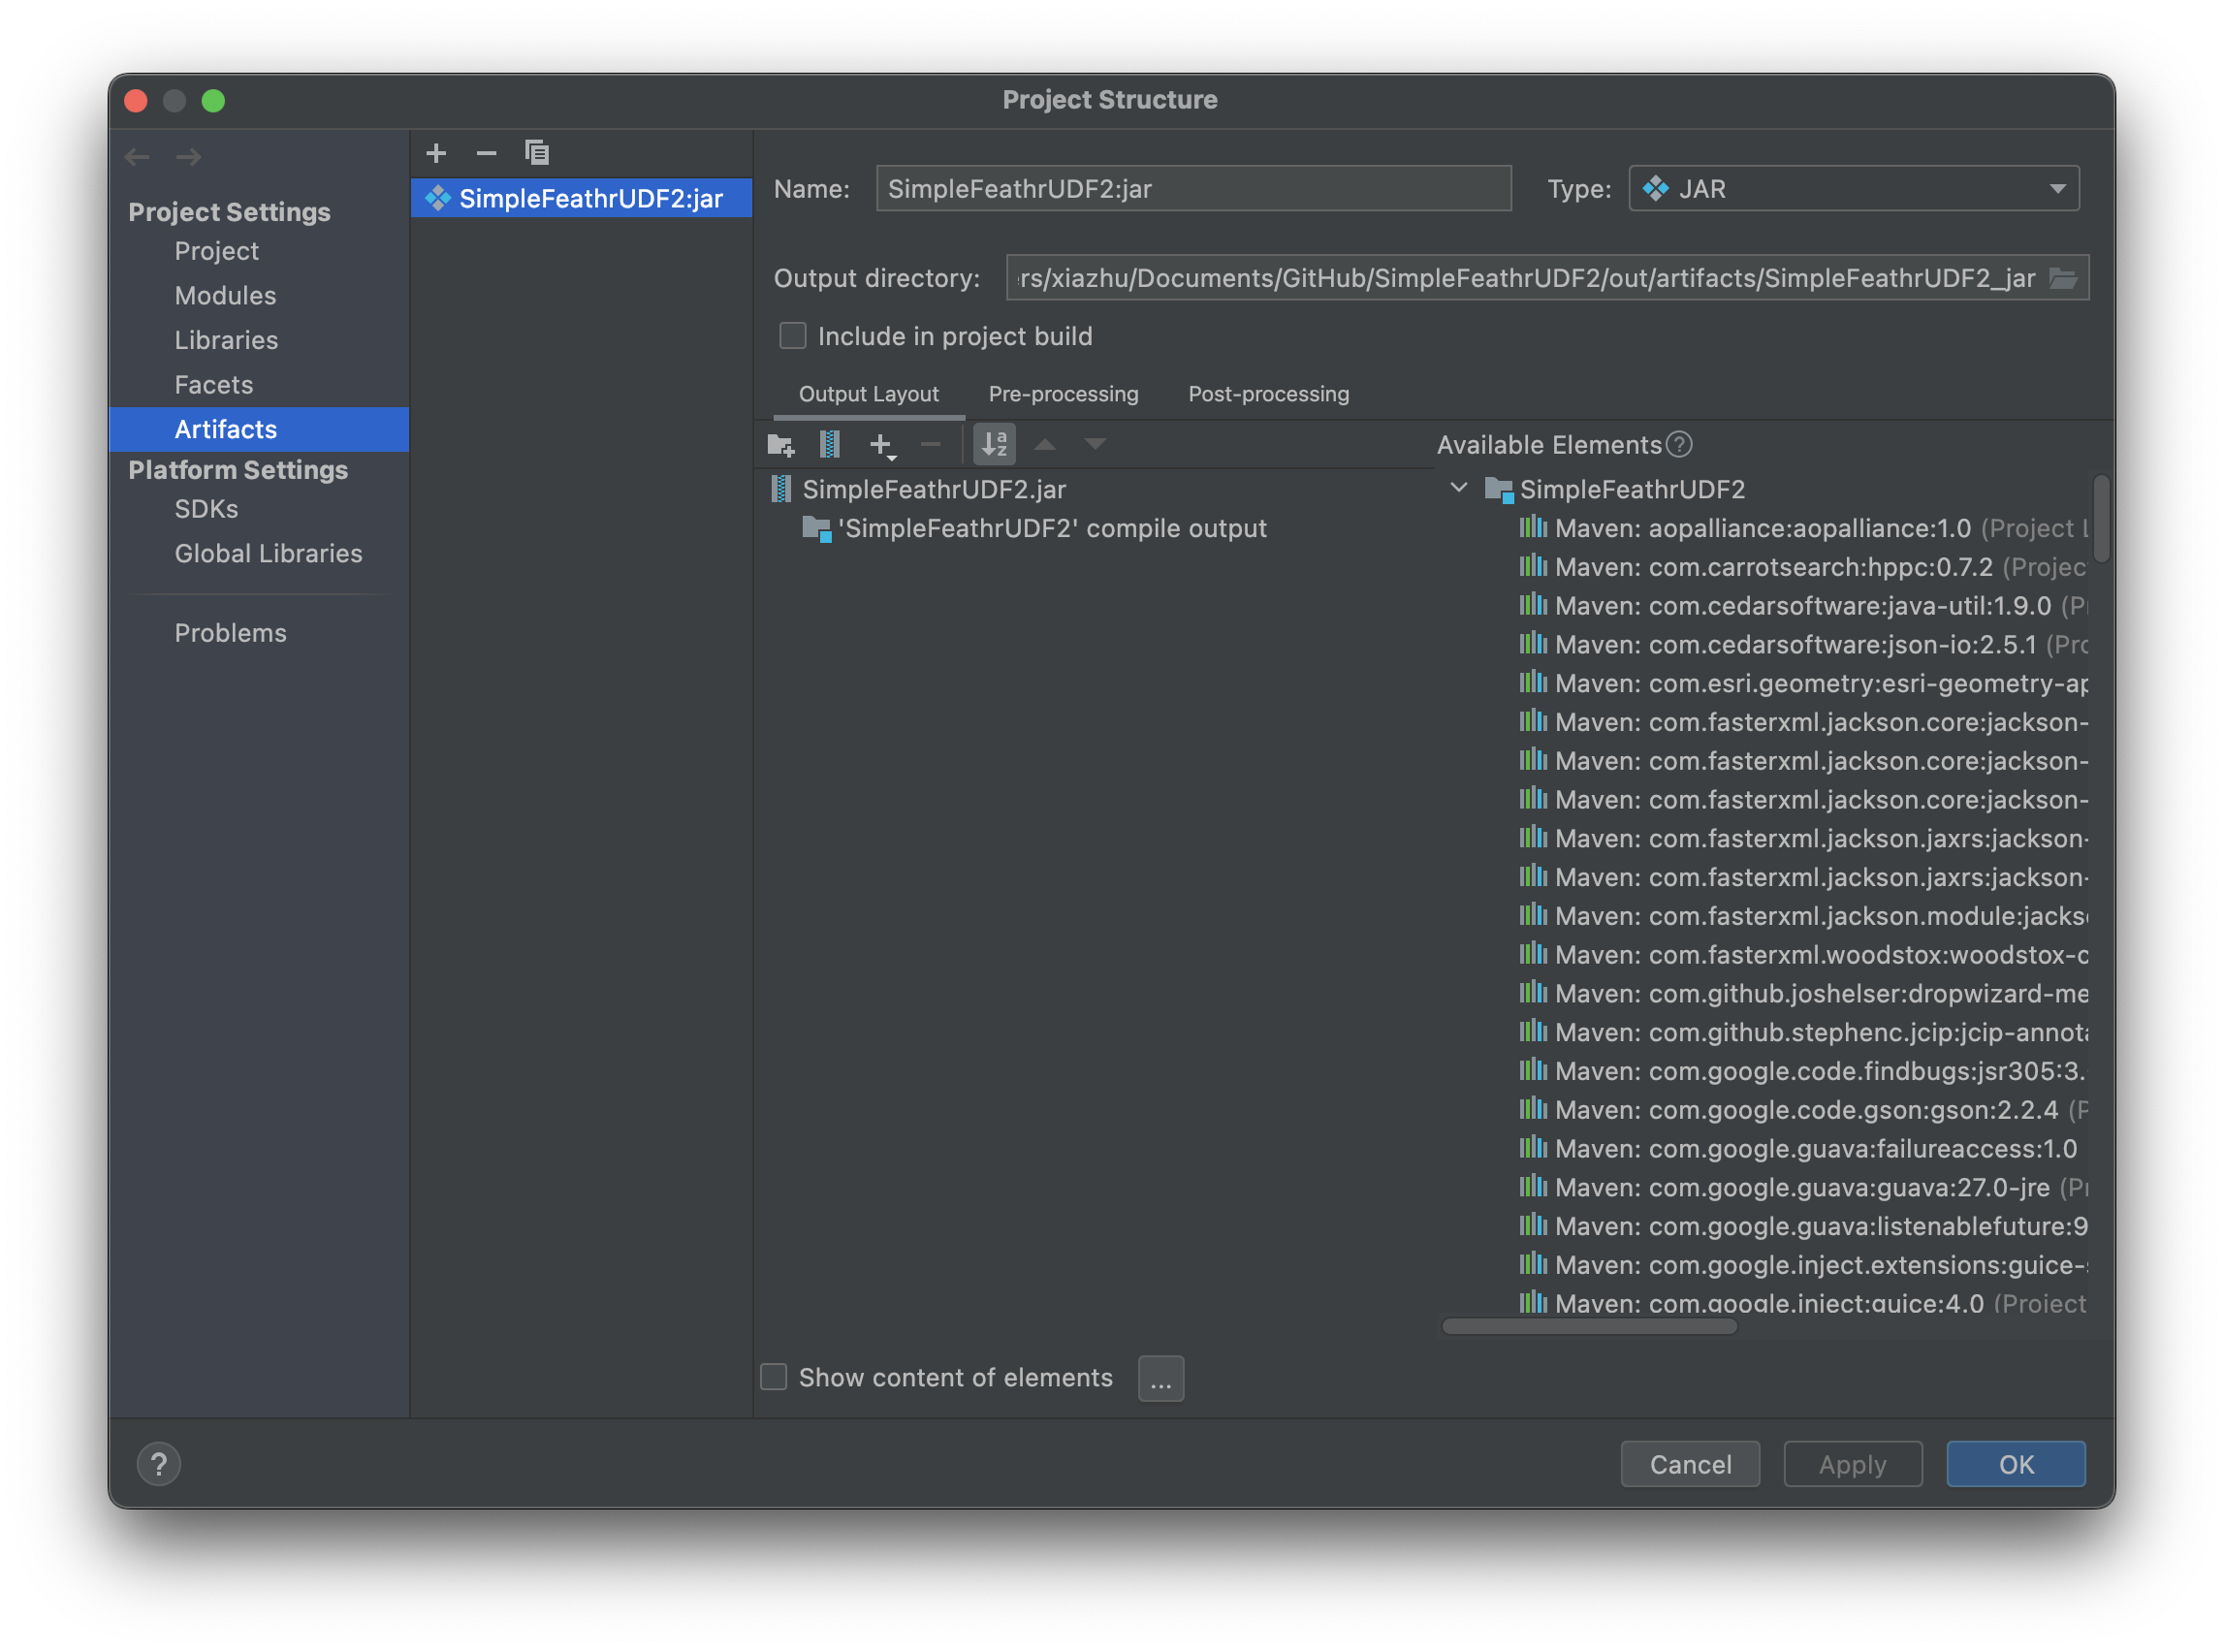 Project Structure
Project Settings
Project
Modules
Libraries
Facets
Artifacts
Platform Settings
SDKs
Global Libraries
Problems
SimpleFeathrUDF2:jar
Name: SimpleFeathrUDF2:jar Type: JAR
Output directory: rs/xiazhu/Documents/GitHub/SimpleFeathrUDF2/out/artifacts/SimpleFeathrUDF2_jar
Include in project build
Output Layout Pre-processing Post-processing
SimpleFeathrUDF2.jar
'SimpleFeathrUDF2' compile output
Available Elements ?
SimpleFeathrUDF2
Maven: aopalliance:aopalliance:1.0 (Project
Maven: com.carrotsearch:hppc:0.7.2 (Projec
Maven: com.cedarsoftware:java-util:1.9.0 (P
Maven: com.cedarsoftware:json-io:2.5.1 (Pro
Maven: com.esri.geometry:esri-geometry-ap
Maven: com.fasterxml.jackson.core:jackson-
Maven: com.fasterxml.jackson.core:jackson-
Maven: com.fasterxml.jackson.core:jackson-
Maven: com.fasterxml.jackson.jaxrs:jackson-
Maven: com.fasterxml.jackson.jaxrs:jackson-
Maven: com.fasterxml.jackson.module:jacks
Maven: com.fasterxml.woodstox:woodstox-c
Maven: com.github.joshelser:dropwizard-me
Maven: com.github.stephenc.jcip:jcip-annota
Maven: com.google.code.findbugs:jsr305:3.
Maven: com.google.code.gson:gson:2.2.4 (P
Maven: com.google.guava:failureaccess:1.0
Maven: com.google.guava:guava:27.0-jre (P
Maven: com.google.guava:listenablefuture:9
Maven: com.google.inject.extensions:guice-
Maven: com.google.inject:guice:4.0 (Project
Show content of elements ...
? Cancel Apply OK